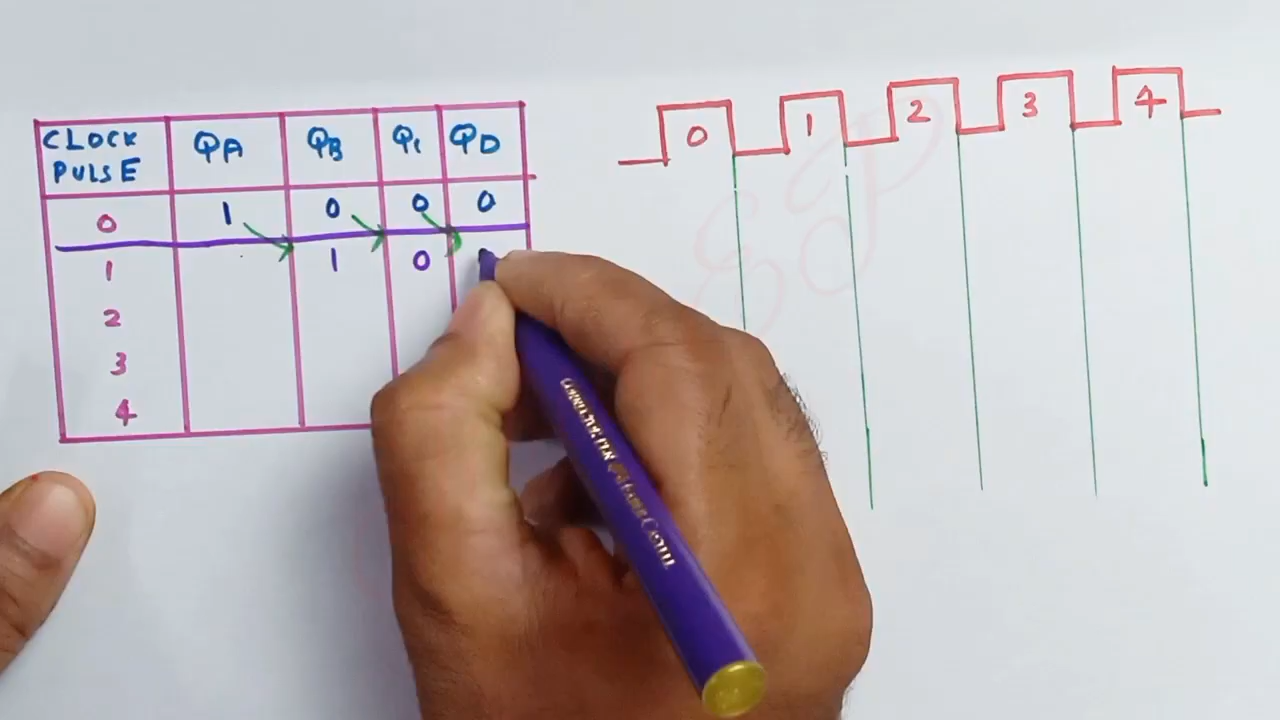 CLOCK PULSE QA QB QC QD
0 1 0 0 0
1 1 0
2
3
4
0 1 2 3 4
EP